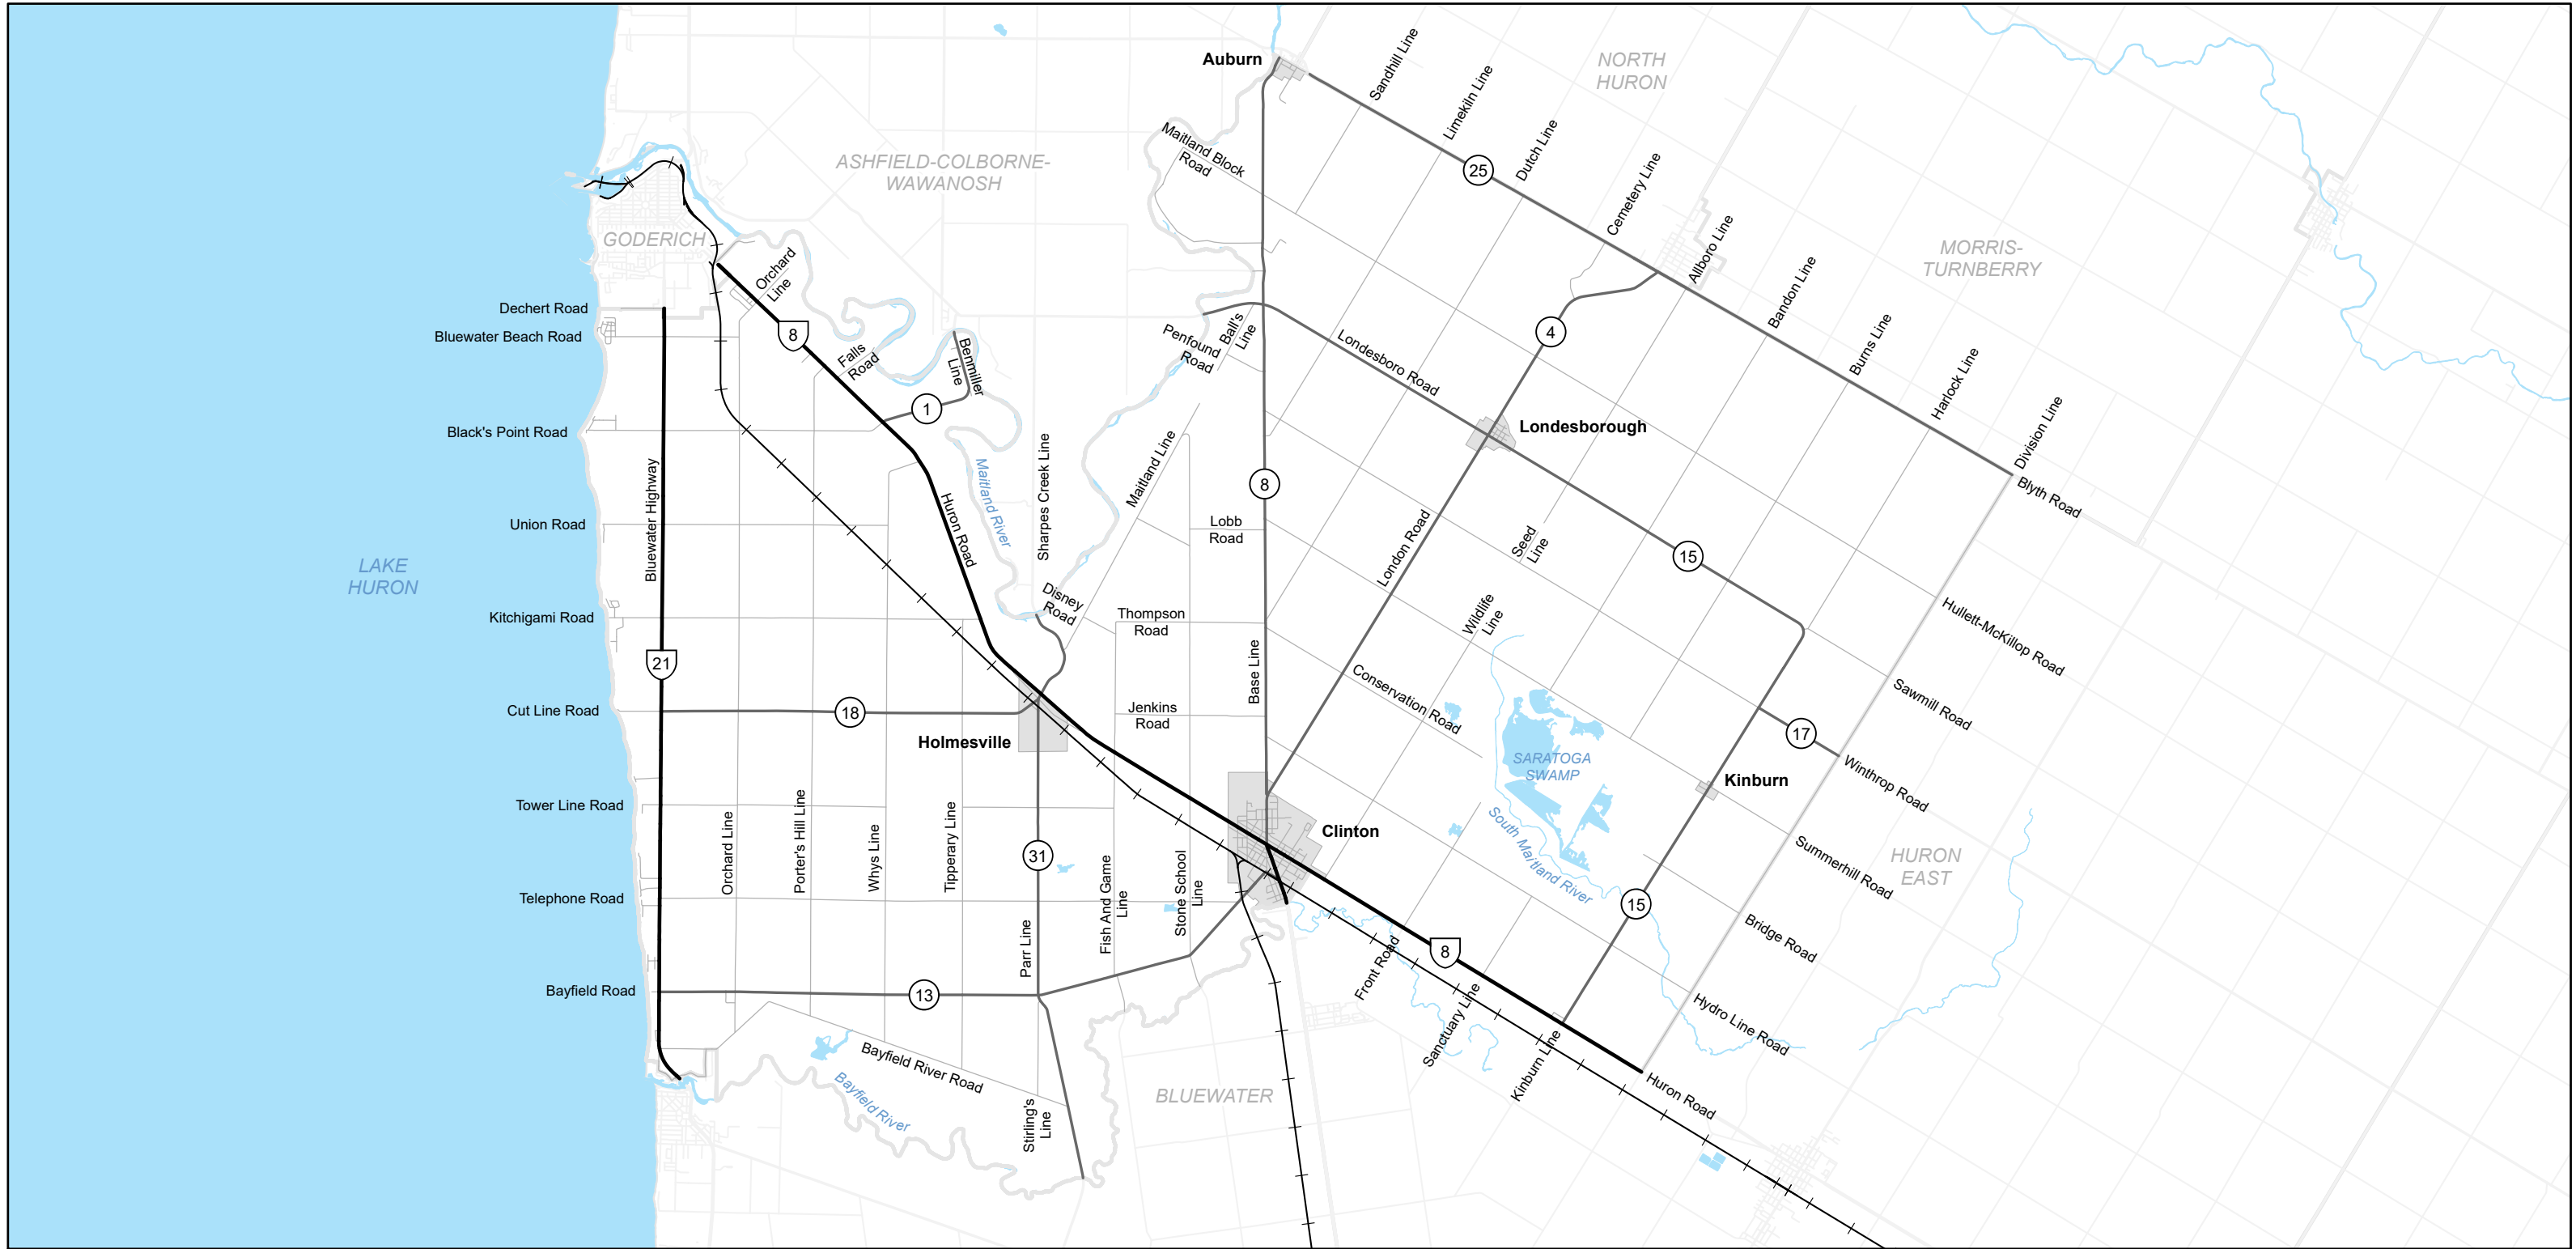 Auburn
Sandhill Line
Limekiln Line
NORTH
HURON
Dutch Line
Maitland Block
Road
ASHFIELD-COLBORNE-
WAWANOSH
25
Cemetery Line
GODERICH
Orchard
Line
Allboro Line
MORRIS-
TURNBERRY
Bandon Line
Dechert Road
Bluewater Beach Road
8
Falls
Road
Benmiller
Line
Penfound
Road
Ball's
Line
Londesboro Road
4
Burns Line
Harlock Line
1
Division Line
Black's Point Road
Londesborough
Blyth Road
Bluewater Highway
Huron Road
Maitland River
Sharpes Creek Line
Maitland Line
8
Union Road
Lobb
Road
London Road
Seed
Line
15
LAKE
HURON
Kitchigami Road
Disney
Road
Thompson
Road
Wildlife
Line
Hullett-McKillop Road
21
Base Line
Conservation Road
Sawmill Road
Cut Line Road
18
Jenkins
Road
Holmesville
17
SARATOGA
SWAMP
Kinburn
Winthrop Road
Tower Line Road
Orchard Line
Porter's Hill Line
Whys Line
Tipperary Line
31
Clinton
South Maitland River
Summerhill Road
HURON
EAST
Telephone Road
Fish And Game
Line
Stone School
Line
15
Parr Line
Bridge Road
8
Front Road
Bayfield Road
13
Sanctuary Line
Hydro Line Road
Kinburn Line
Bayfield River Road
Bayfield River
Stirling's
Line
BLUEWATER
Huron Road